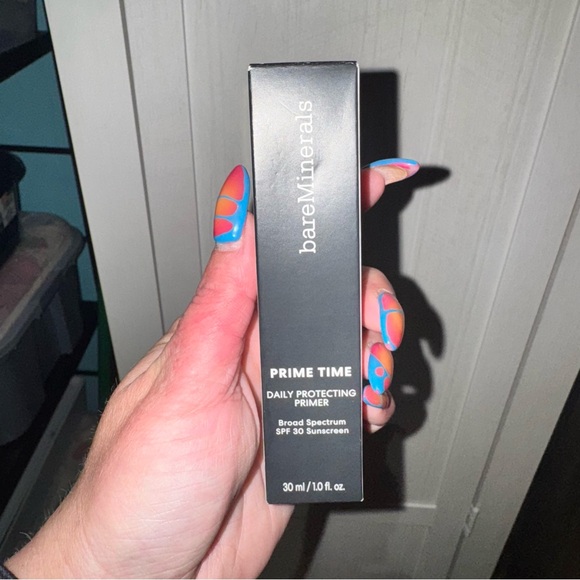 bareMinerals
PRIME TIME
DAILY PROTECTING
PRIMER
Broad Spectrum
SPF 30 Sunscreen
30 ml / 1.0 fl. oz.